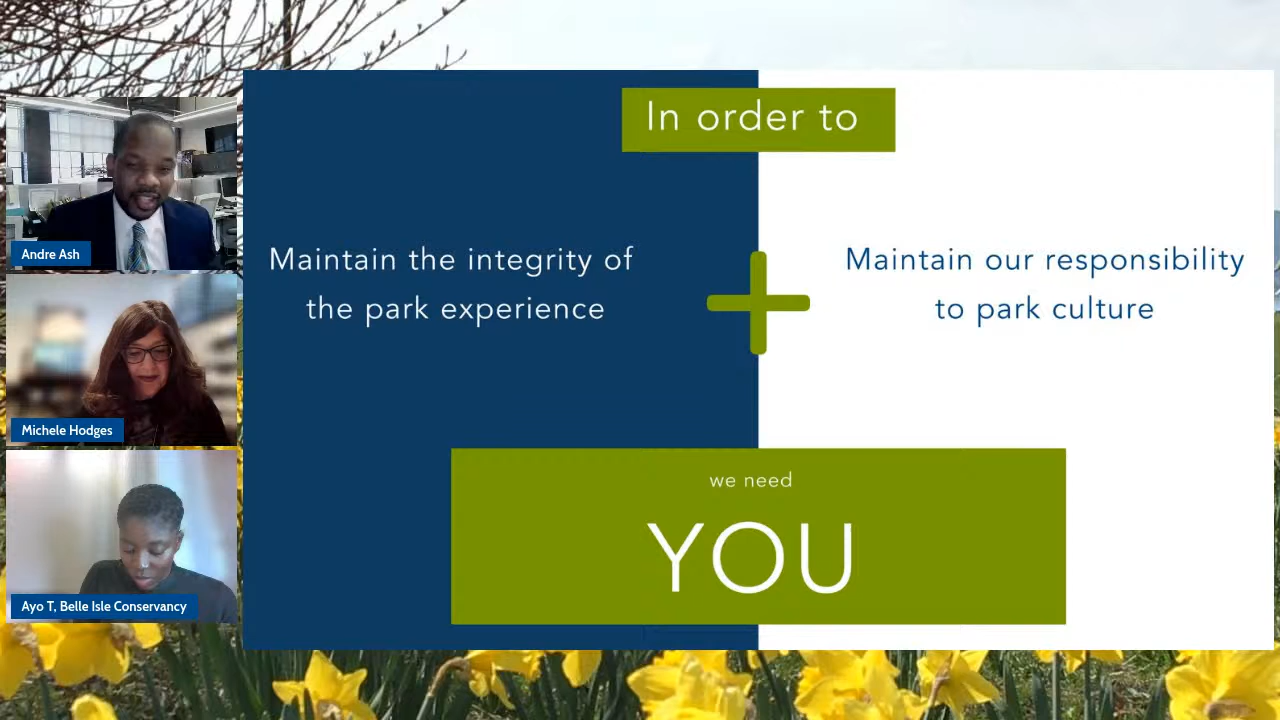 In order to
Maintain the integrity of
the park experience
Maintain our responsibility
to park culture
we need
YOU
Andre Ash
Michele Hodges
Ayo T, Belle Isle Conservancy